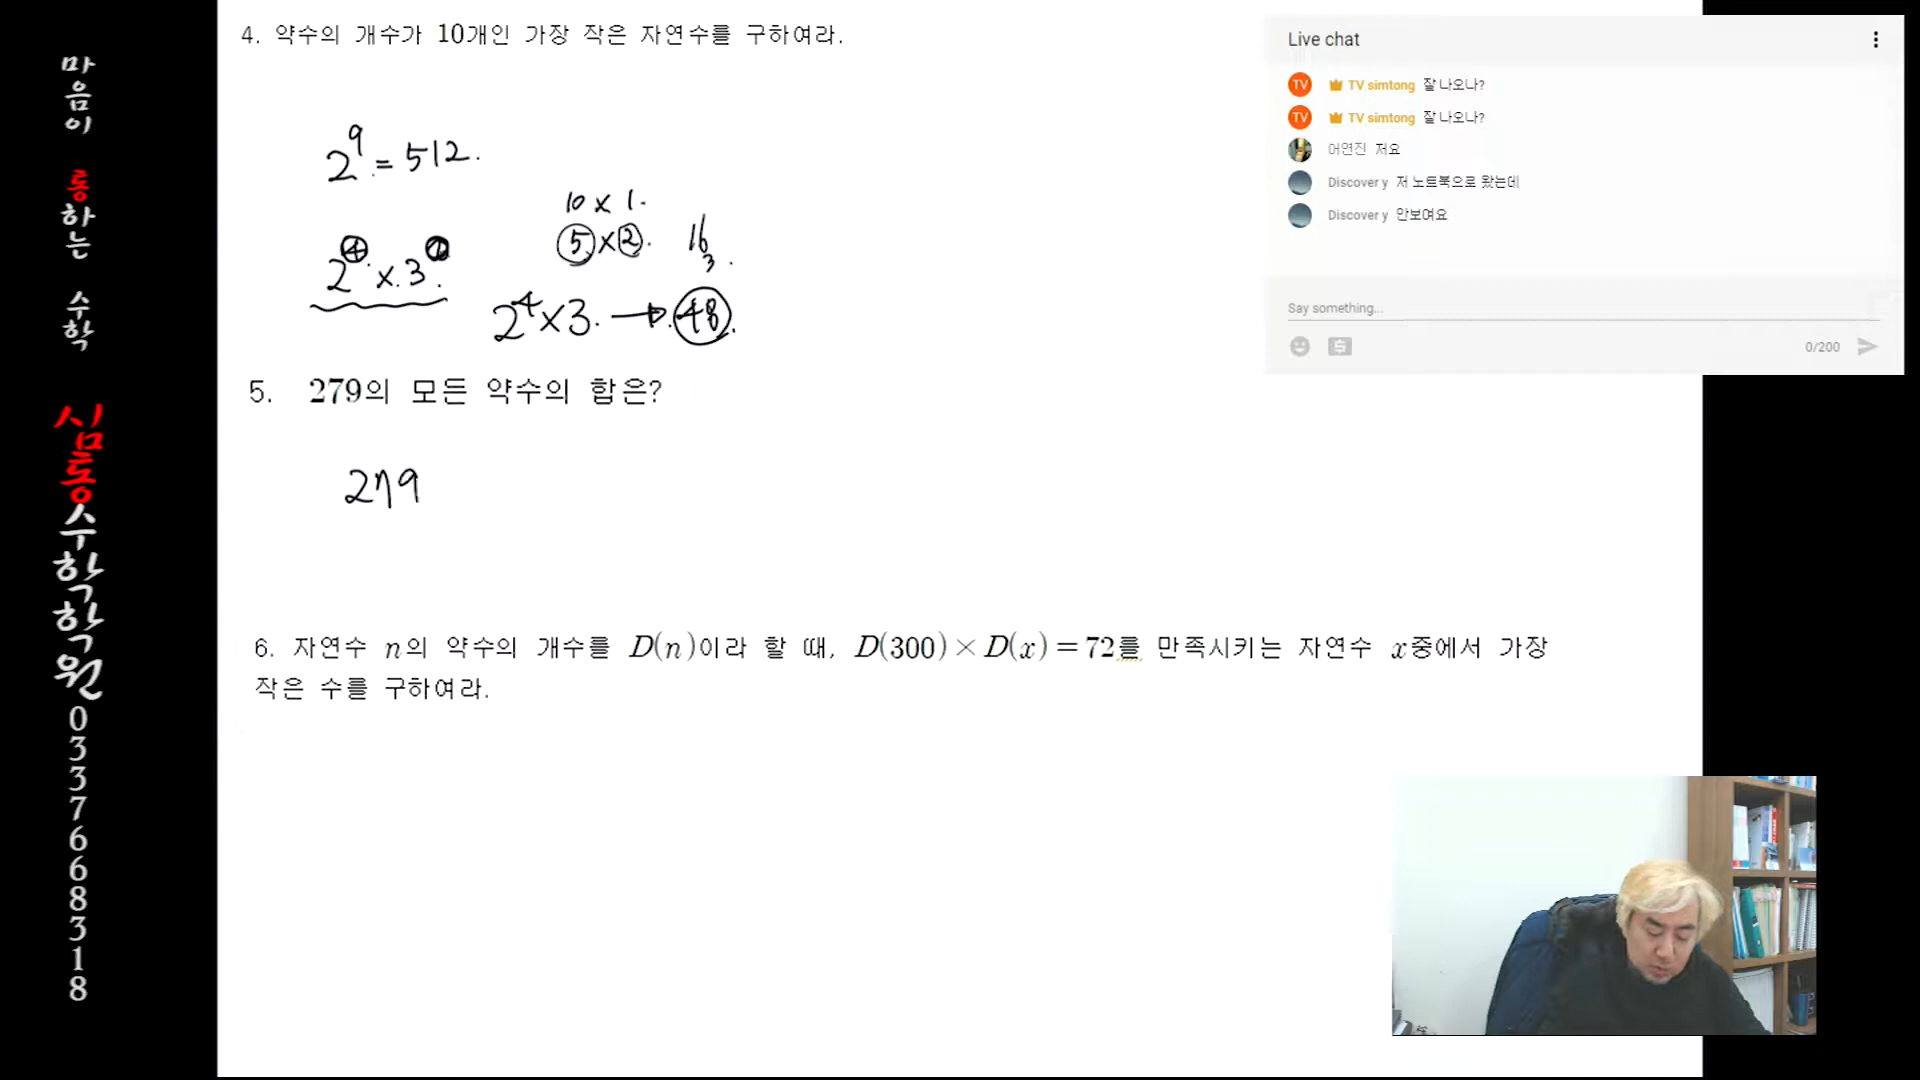 마음이 통하는 수학
심통수학학원
0337668318
4. 약수의 개수가 10개인 가장 작은 자연수를 구하여라.
2⁹ = 512.
10 × 1.
5 × 2. 16
3.
2⁴ × 3
2⁴ × 3. → 48.
5. 279의 모든 약수의 합은?
279
6. 자연수 n의 약수의 개수를 D(n)이라 할 때, D(300) × D(x) = 72를 만족시키는 자연수 x중에서 가장
작은 수를 구하여라.
Live chat
TV TV simtong 잘 나오나?
TV TV simtong 잘 나오나?
어연진 저요
Discover y 저 노트북으로 왔는데
Discover y 안보여요
Say something...
0/200